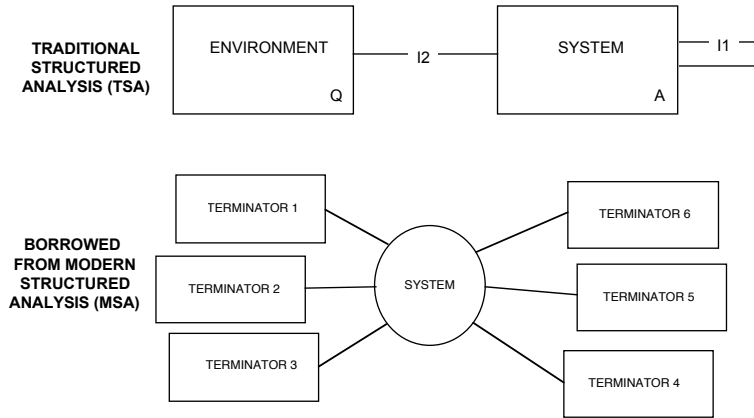 TRADITIONAL
STRUCTURED
ANALYSIS (TSA)
ENVIRONMENT
Q
I2
SYSTEM
A
I1
BORROWED
FROM MODERN
STRUCTURED
ANALYSIS (MSA)
TERMINATOR 1
TERMINATOR 2
TERMINATOR 3
SYSTEM
TERMINATOR 6
TERMINATOR 5
TERMINATOR 4